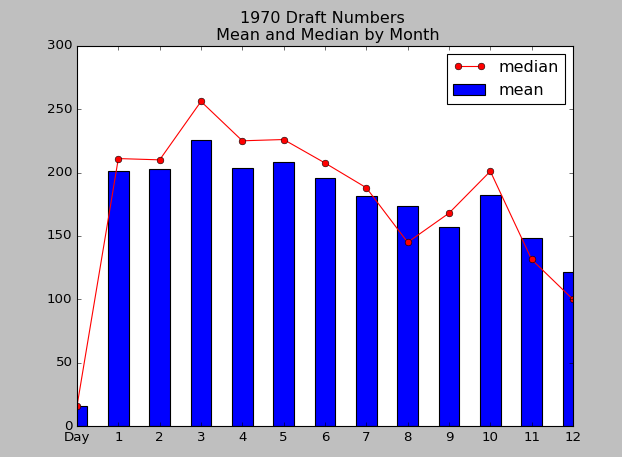 1970 Draft Numbers
Mean and Median by Month
300
250
200
150
100
50
0
median
mean
Day 1 2 3 4 5 6 7 8 9 10 11 12